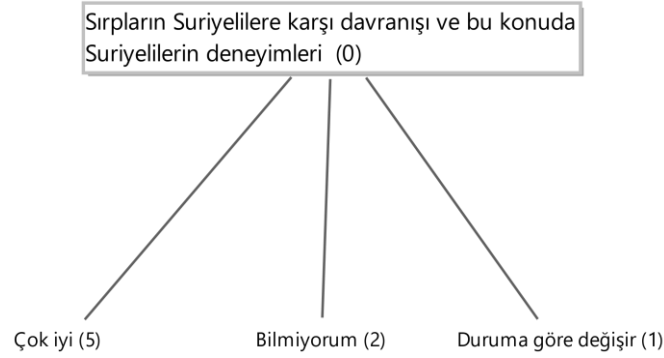 Sırpların Suriyelilere karşı davranışı ve bu konuda
Suriyelilerin deneyimleri (0)
Çok iyi (5)
Bilmiyorum (2)
Duruma göre değişir (1)